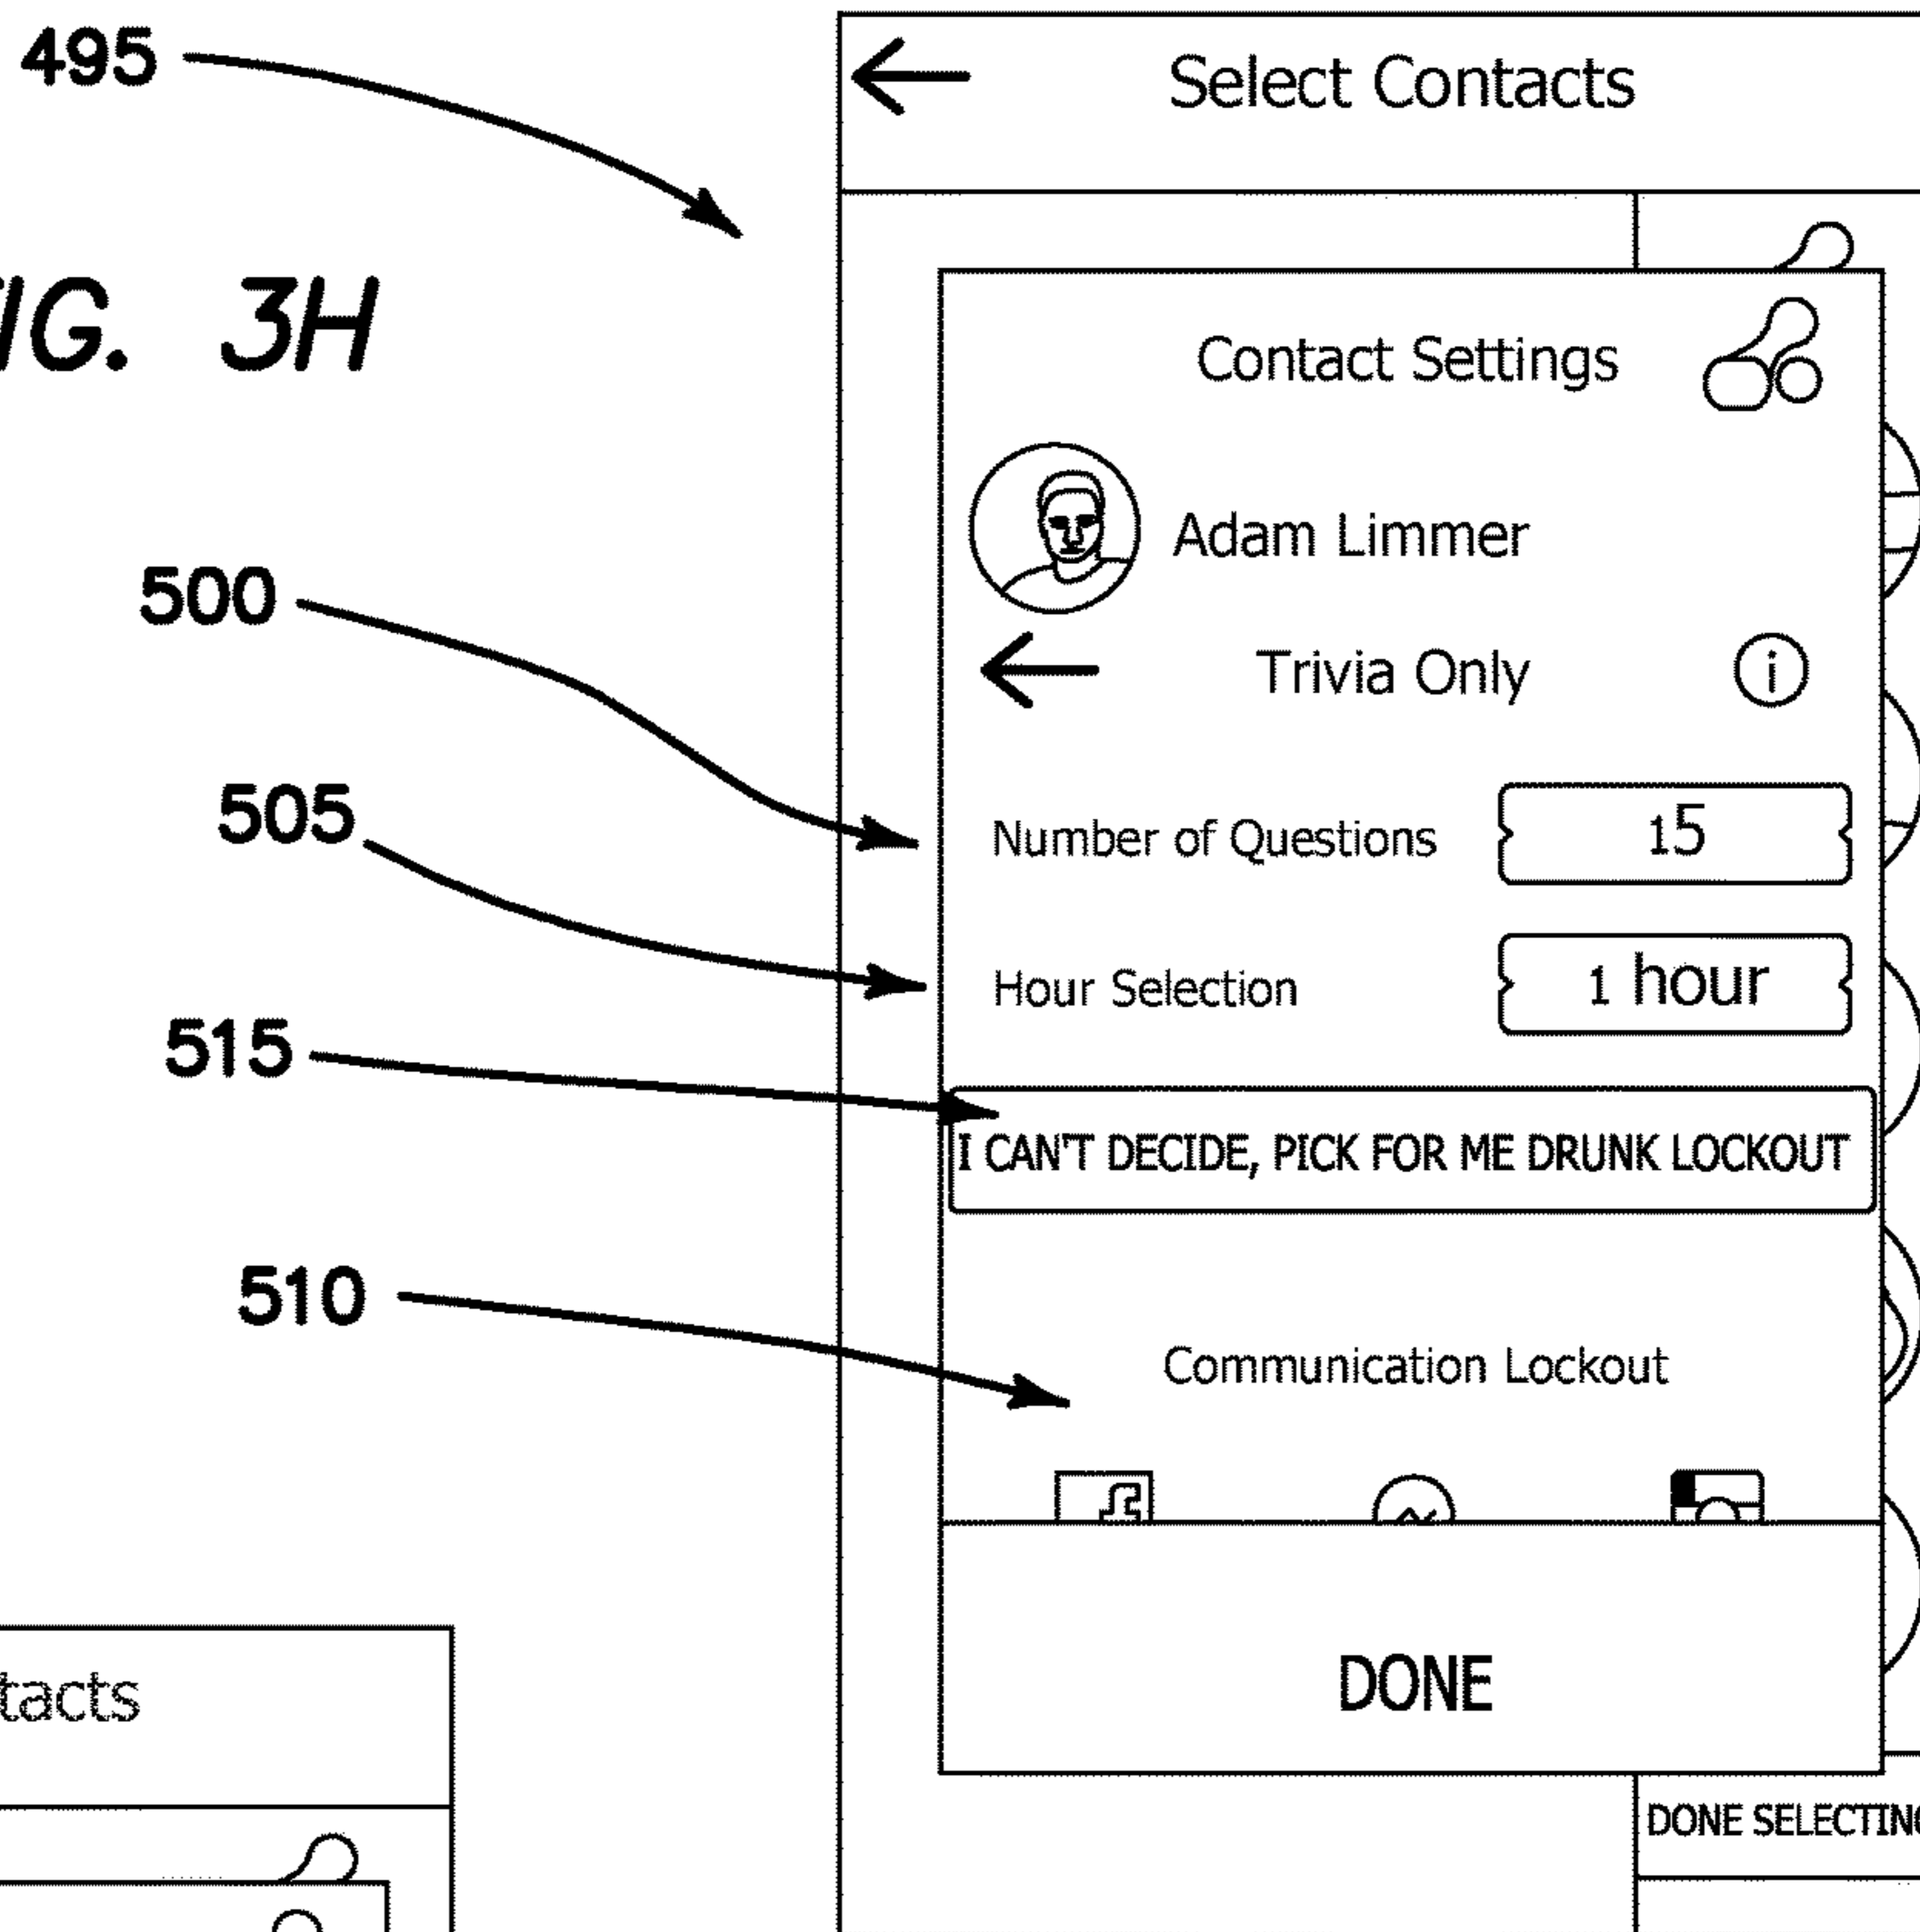 495
Select Contacts
IG. 3H
Contact Settings
Adam Limmer
500
Trivia Only
i
505
Number of Questions 15
Hour Selection 1 hour
515
I CAN'T DECIDE, PICK FOR ME DRUNK LOCKOUT
510
Communication Lockout
DONE
tacts
DONE SELECTING